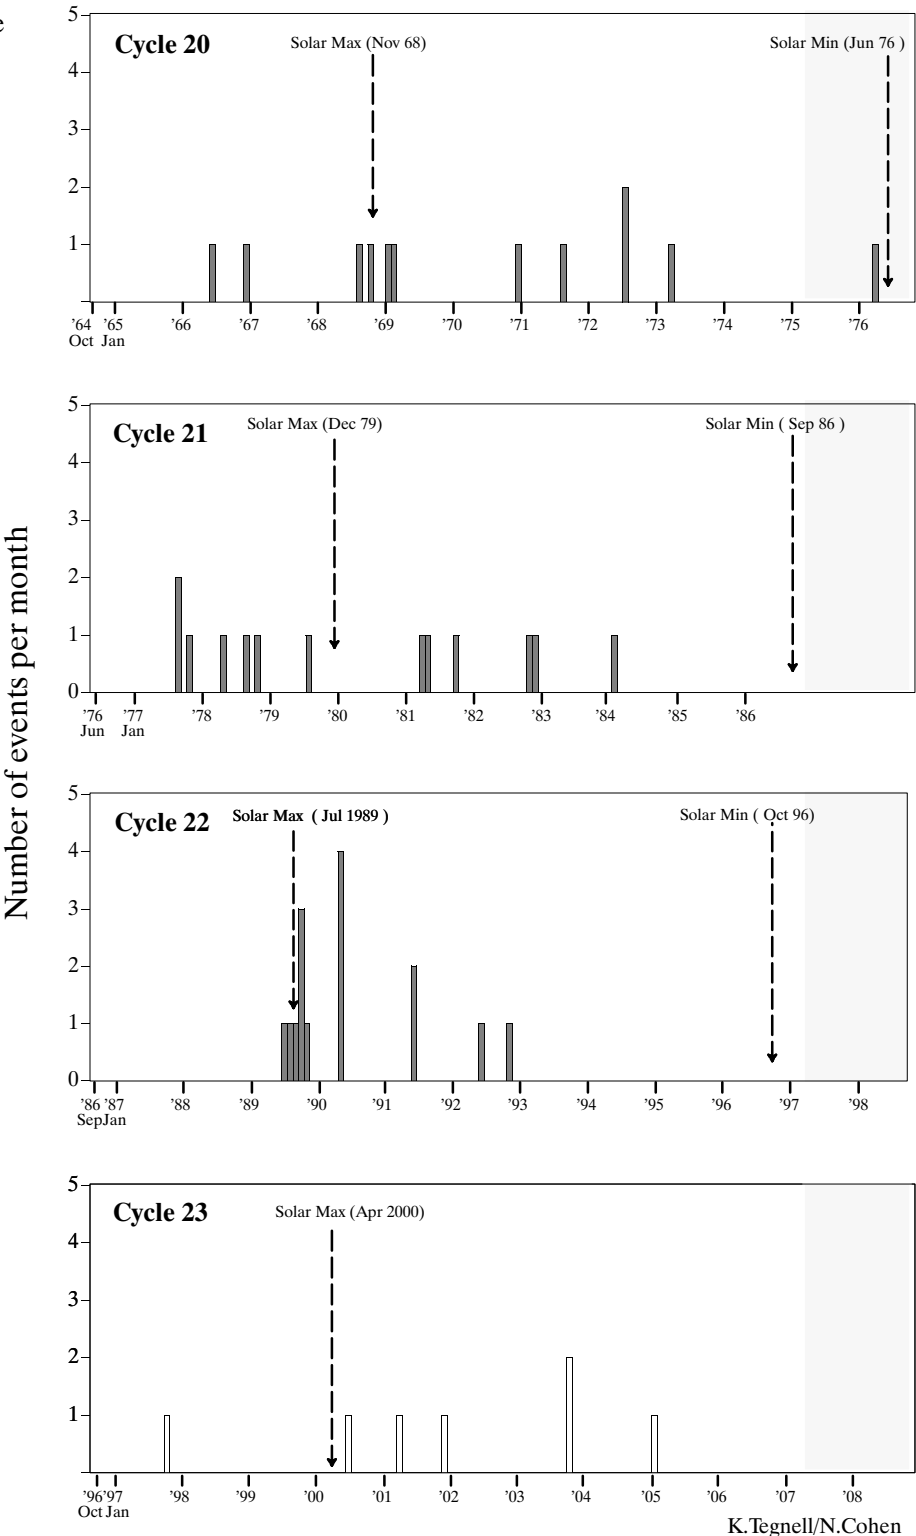 e
Number of events per month
5
Cycle 20
Solar Max (Nov 68)
Solar Min (Jun 76 )
4
3
2
1
’64 ’65 ’66 ’67 ’68 ’69 ’70 ’71 ’72 ’73 ’74 ’75 ’76
Oct Jan
5
Cycle 21
Solar Max (Dec 79)
Solar Min ( Sep 86 )
4
3
2
1
0
’76 ’77 ’78 ’79 ’80 ’81 ’82 ’83 ’84 ’85 ’86
Jun Jan
5
Cycle 22
Solar Max ( Jul 1989 )
Solar Min ( Oct 96)
4
3
2
1
0
’86 ’87 ’88 ’89 ’90 ’91 ’92 ’93 ’94 ’95 ’96 ’97 ’98
SepJan
5
Cycle 23
Solar Max (Apr 2000)
4
3
2
1
’96’97 ’98 ’99 ’00 ’01 ’02 ’03 ’04 ’05 ’06 ’07 ’08
Oct Jan
K.Tegnell/N.Cohen